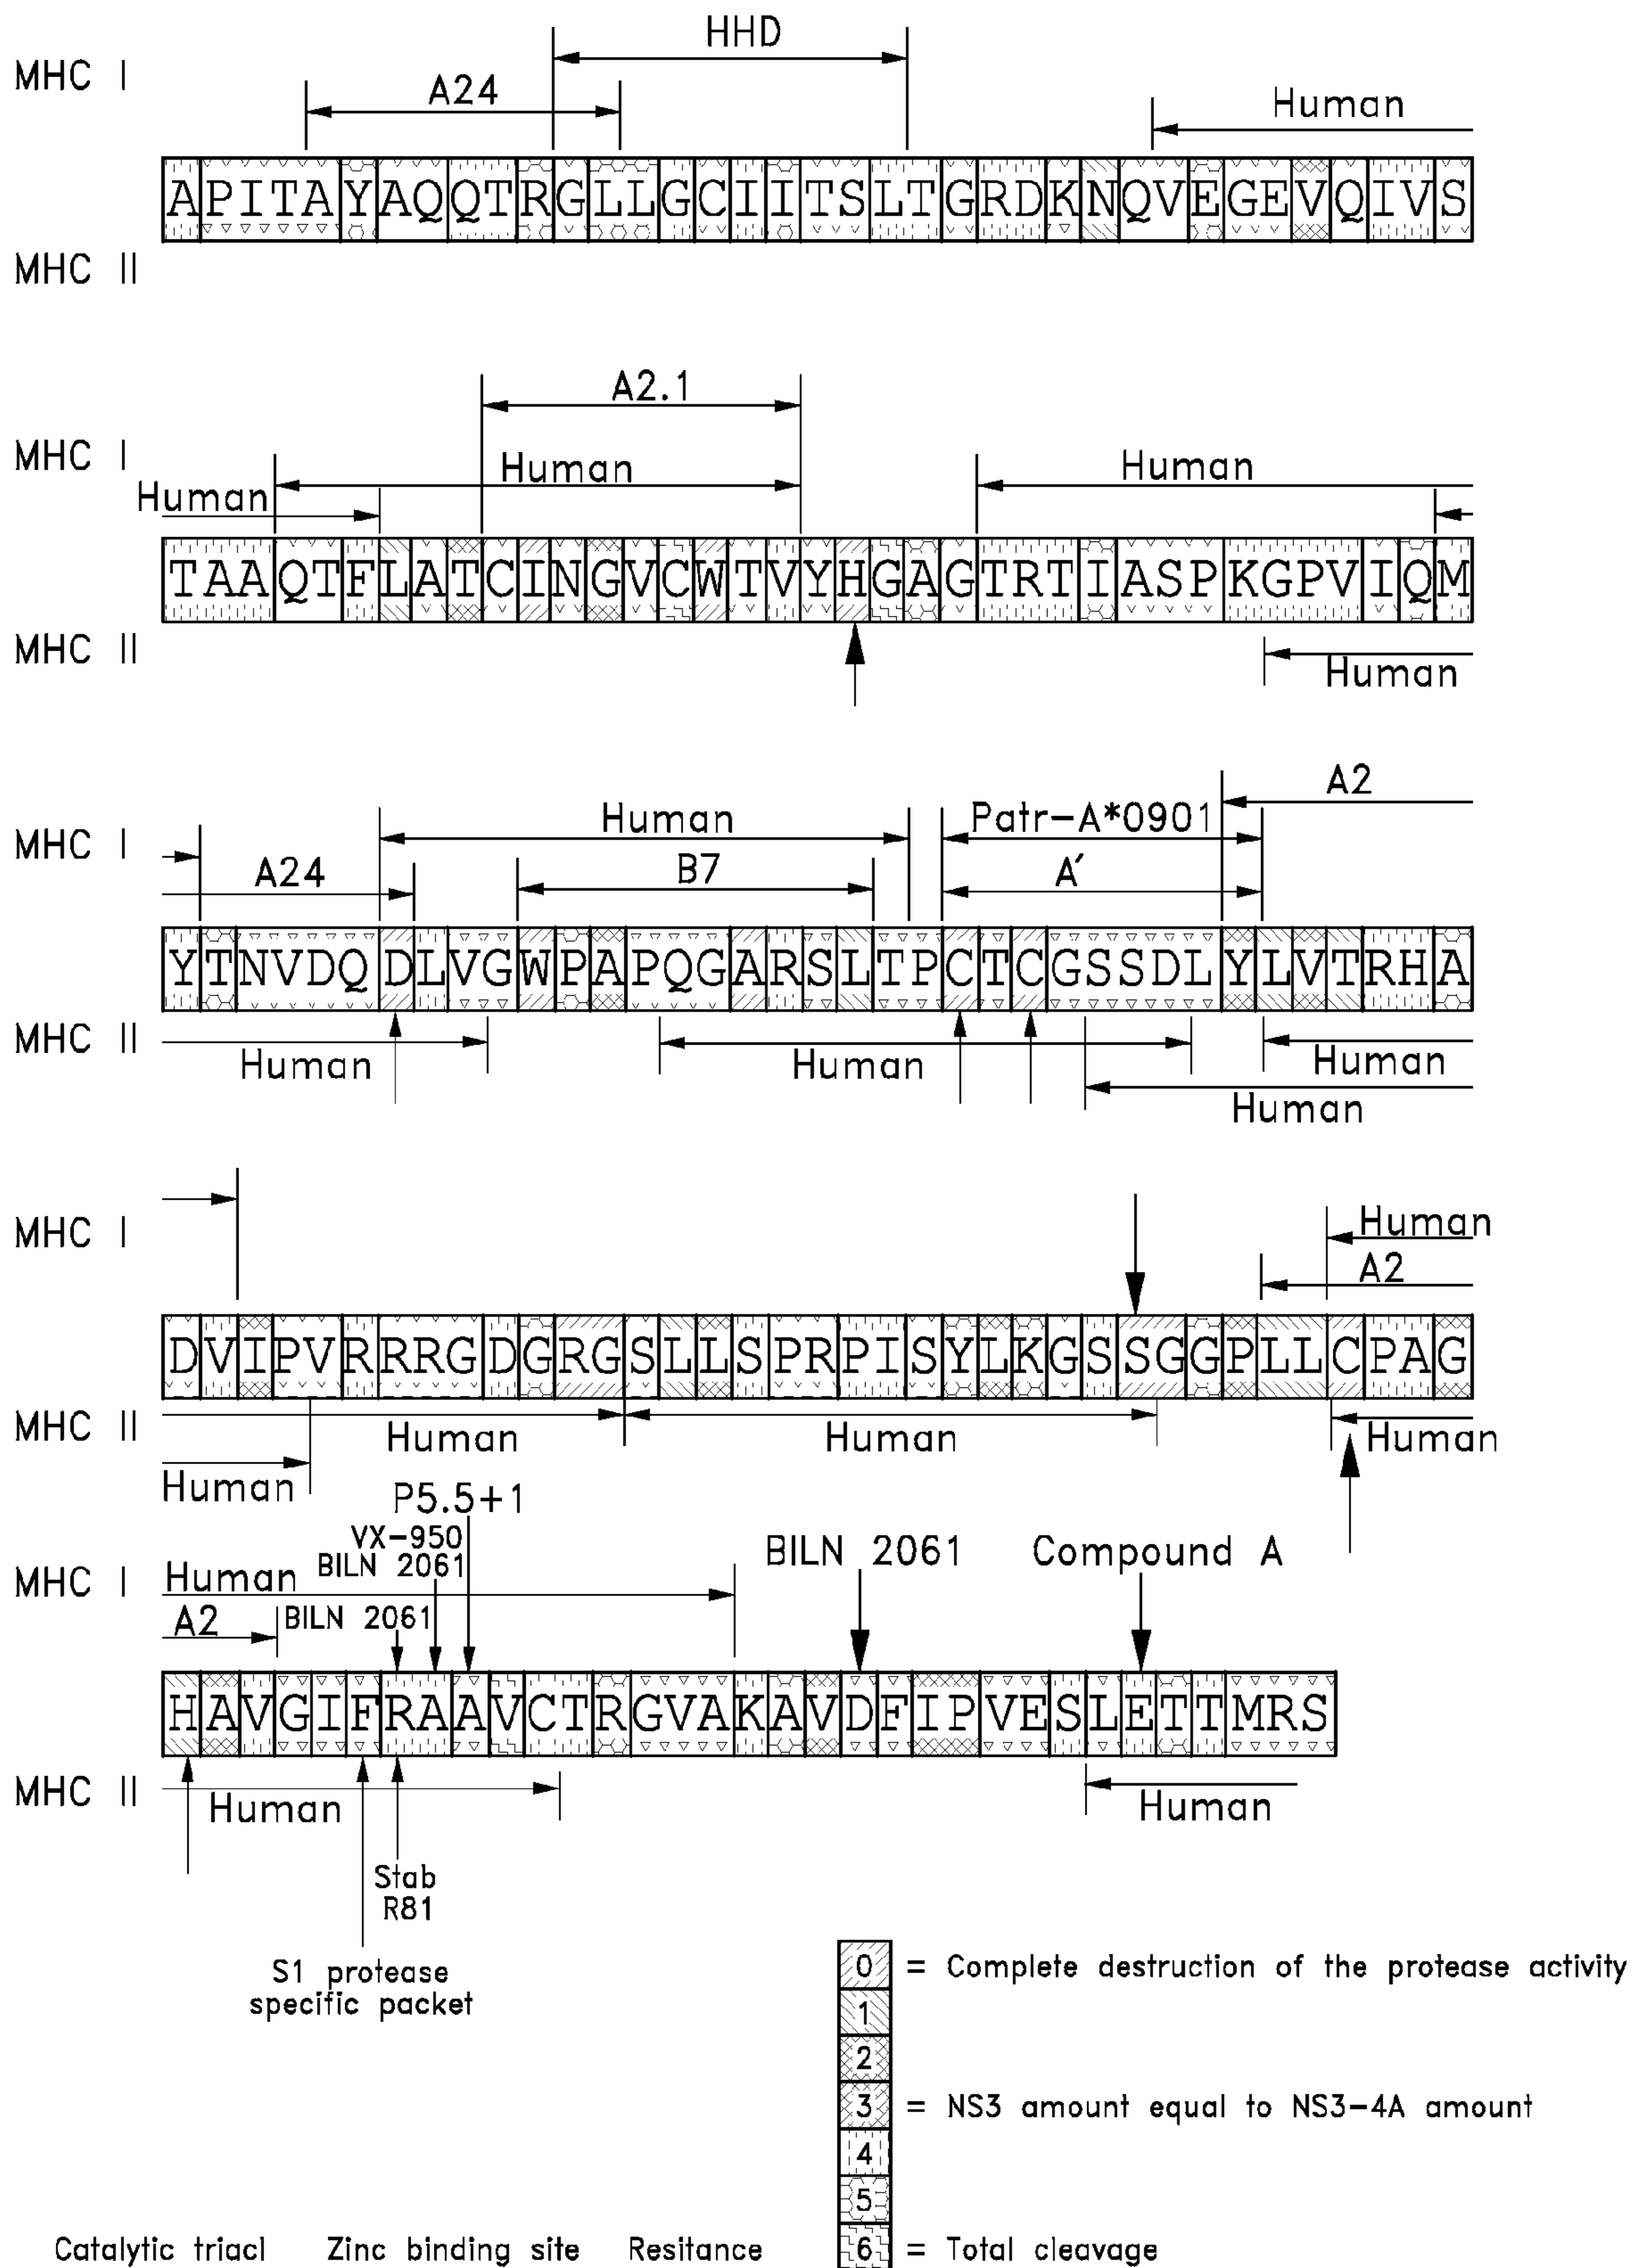 HHD
MHC I
A24
Human
APITAYAQQTRGLLGCIITSLTGRDKNQVEGEVQIVS
MHC II
A2.1
MHC I
Human
Human
Human
TAAQTFLATCINGVCWTVYHGAGTRTIASPKGPVIQM
MHC II
Human
A2
Human
Patr-A*0901
MHC I
A24
B7
A′
YTNVDQDLVGWPAPQGARSLTPCTCGSSDLYLVTRHA
MHC II
Human
Human
Human
Human
MHC I
Human
A2
DVIPVRRRGDGRGSLLSPRPISYLKGSSGGPLLCPAG
MHC II
Human
Human
Human
Human
P5.5+1
VX-950
BILN 2061
BILN 2061
Compound A
MHC I
Human
A2
BILN 2061
HAVGIFRAAVCTRGVAKAVDFIPVESLETTMRS
MHC II
Human
Human
Stab
R81
S1 protease
specific packet
0 = Complete destruction of the protease activity
1
2
3 = NS3 amount equal to NS3-4A amount
4
5
Catalytic triacl Zinc binding site Resitance
6 = Total cleavage